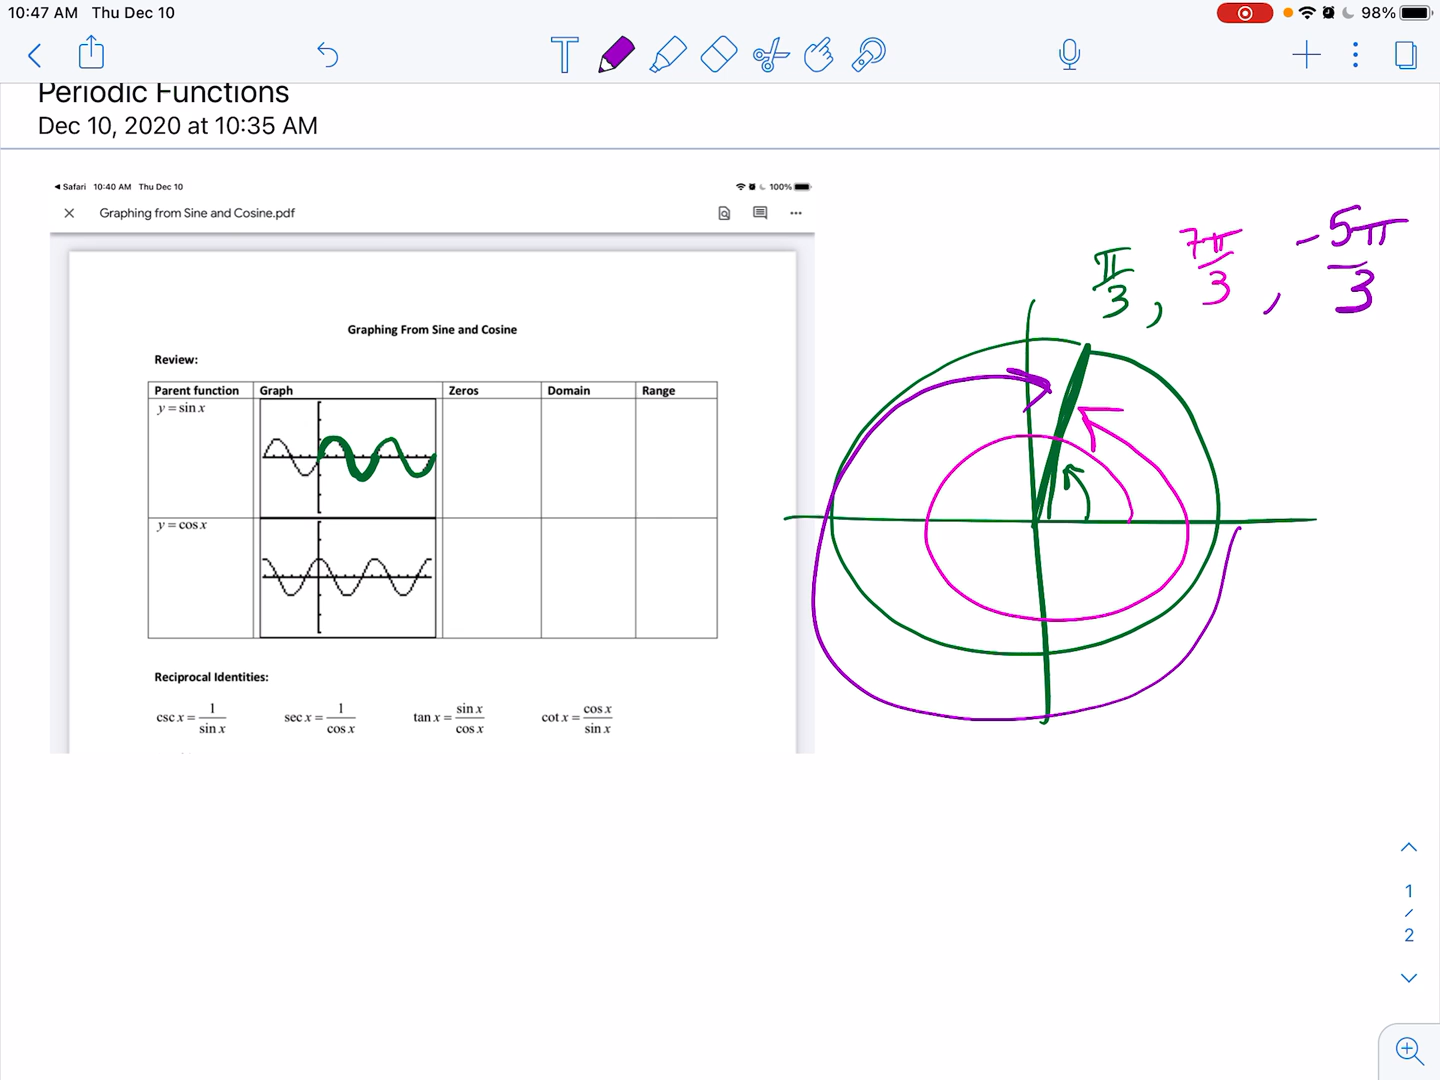 10:47 AM Thu Dec 10
98%
T
Periodic Functions
Dec 10, 2020 at 10:35 AM
Safari 10:40 AM Thu Dec 10
100%
Graphing from Sine and Cosine.pdf
Graphing From Sine and Cosine
Review:
Parent function Graph Zeros Domain Range
y = sin x
y = cos x
Reciprocal Identities:
csc x = 1/sin x sec x = 1/cos x tan x = sin x/cos x cot x = cos x/sin x
π/3, 7π/3, -5π/3
1
/
2